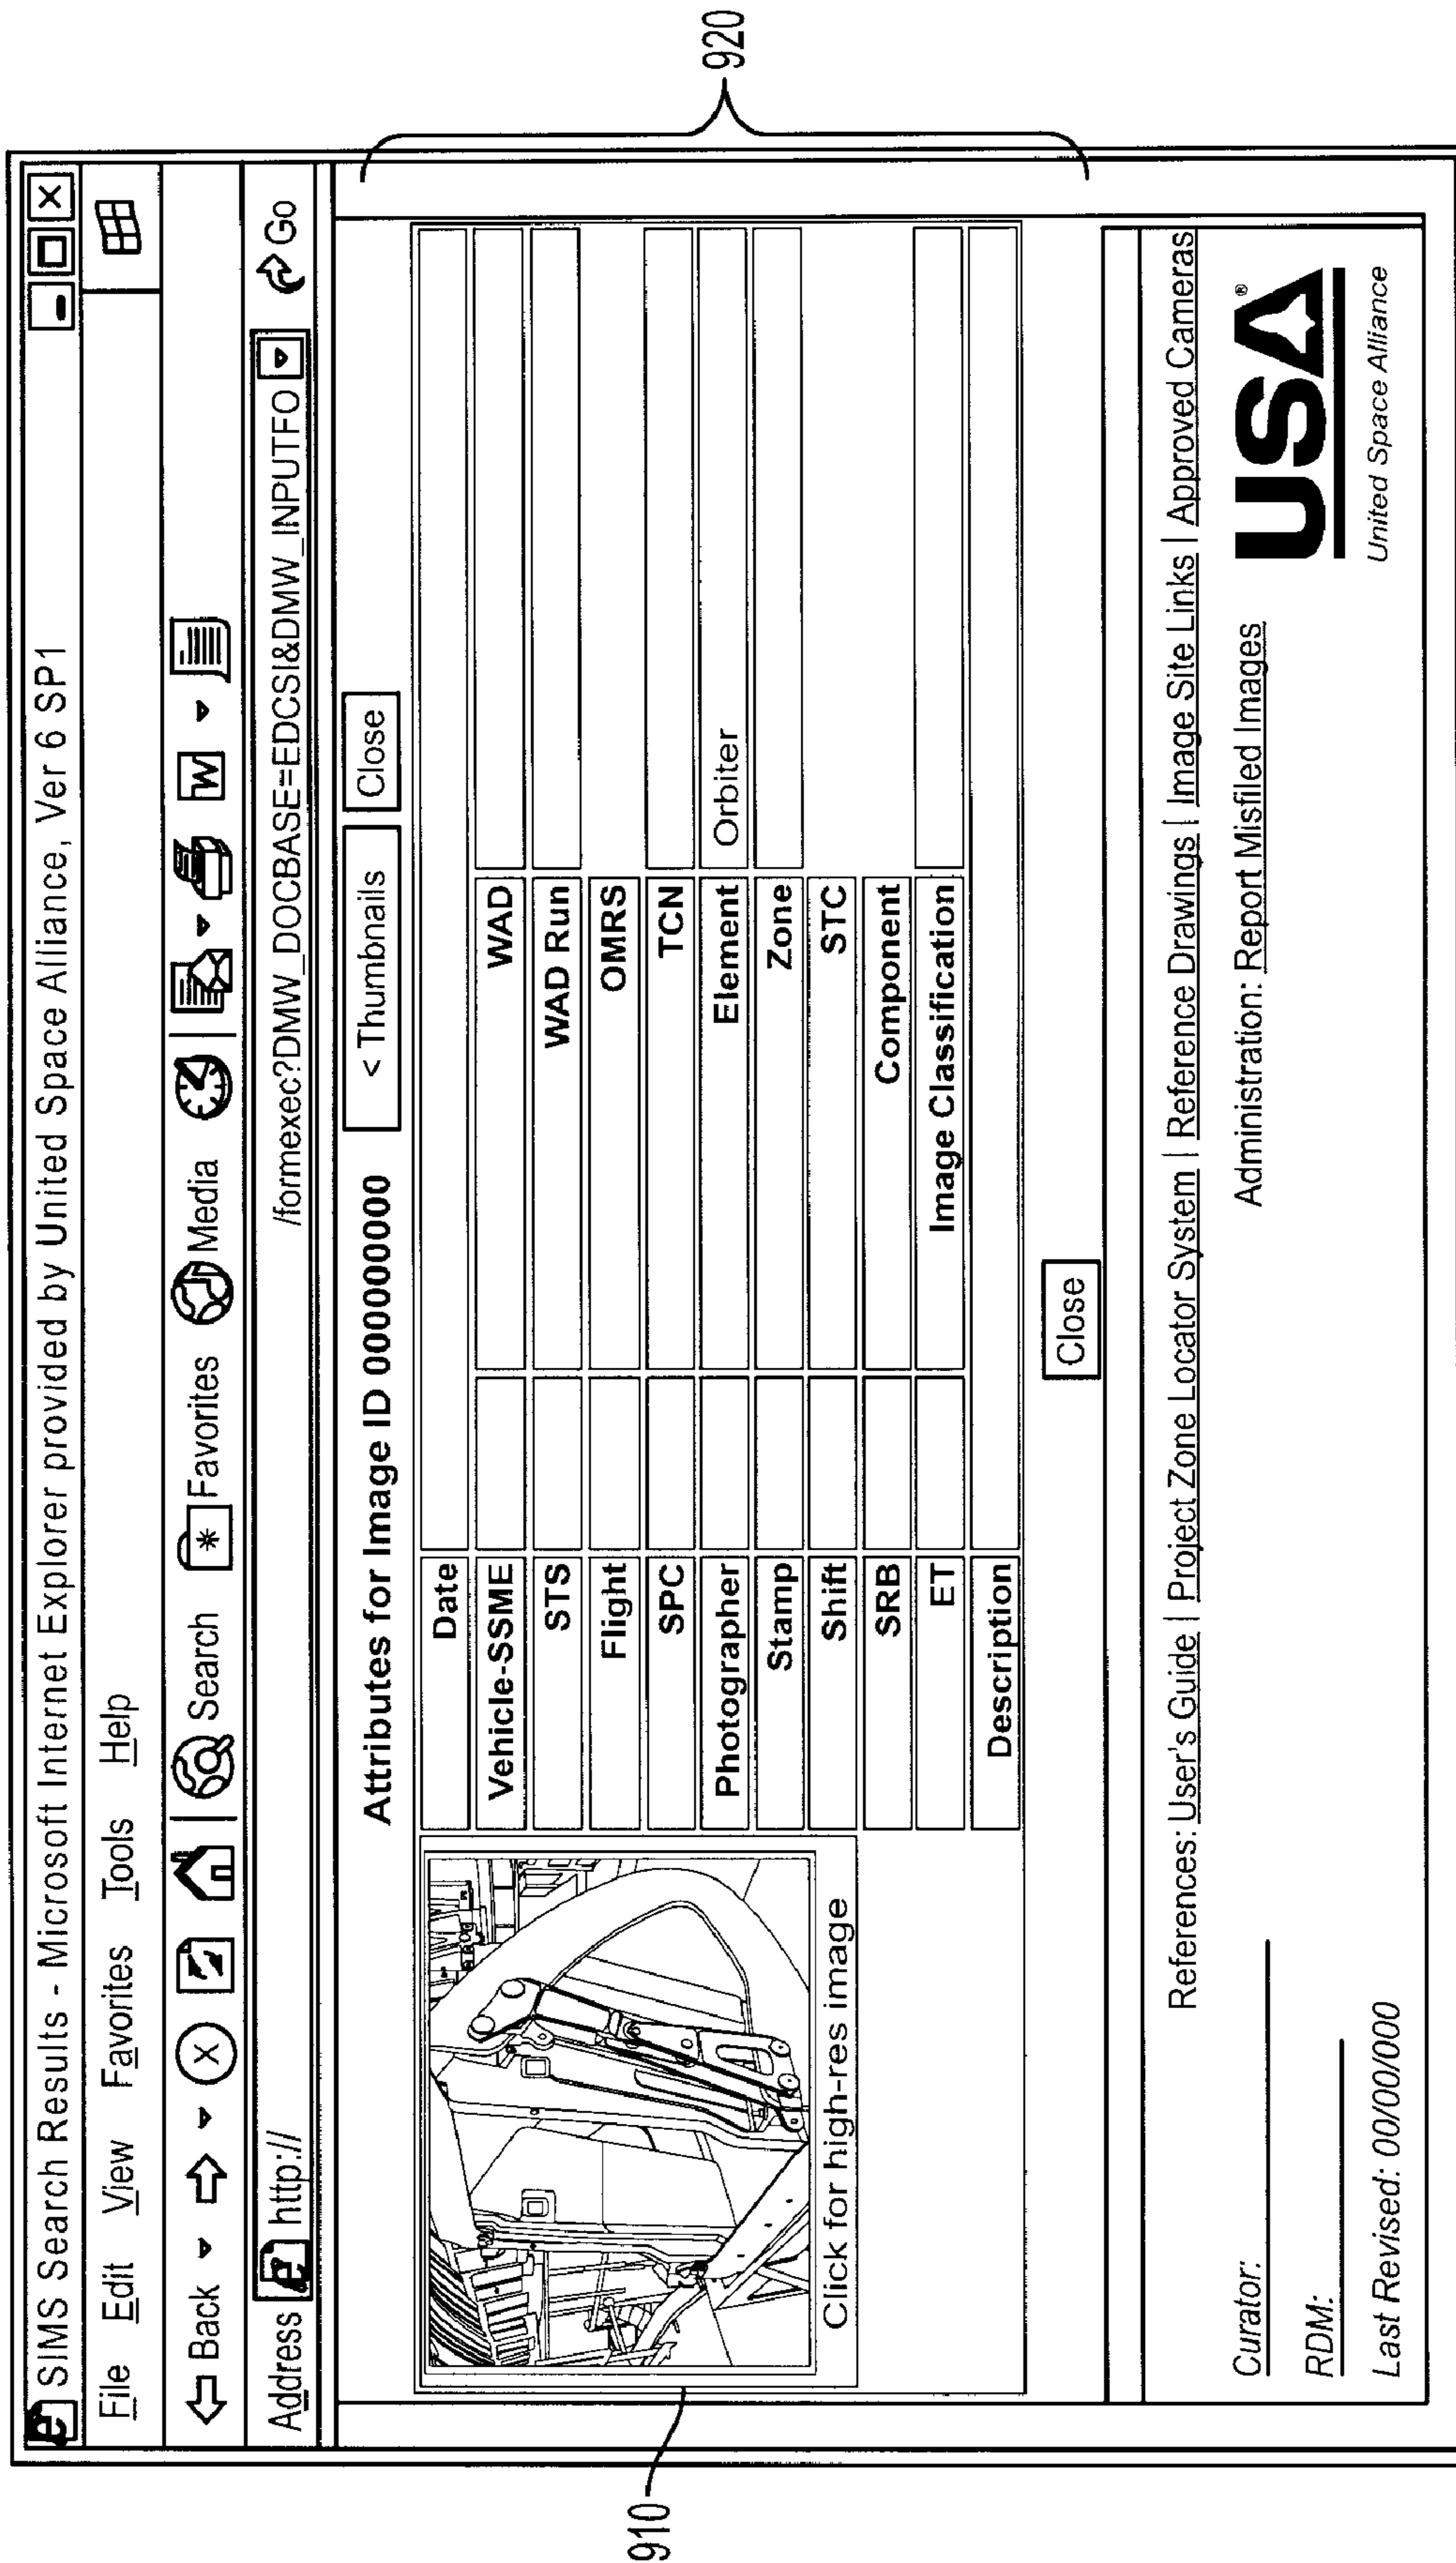 SIMS Search Results - Microsoft Internet Explorer provided by United Space Alliance, Ver 6 SP1
File Edit View Favorites Tools Help
Back Search Favorites Media W
Address http:// /formexec?DMW_DOCBASE=EDCSI&DMW_INPUTFO Go
Attributes for Image ID 000000000 < Thumbnails Close
Date
Vehicle-SSME WAD
STS WAD Run
Flight OMRS
SPC TCN
Photographer Element Orbiter
Stamp Zone
Shift STC
SRB Component
ET Image Classification
Description
Click for high-res image
Close
References: User's Guide | Project Zone Locator System | Reference Drawings | Image Site Links | Approved Cameras
Curator: Administration: Report Misfiled Images
RDM:
Last Revised: 00/00/000
USA®
United Space Alliance
910
920